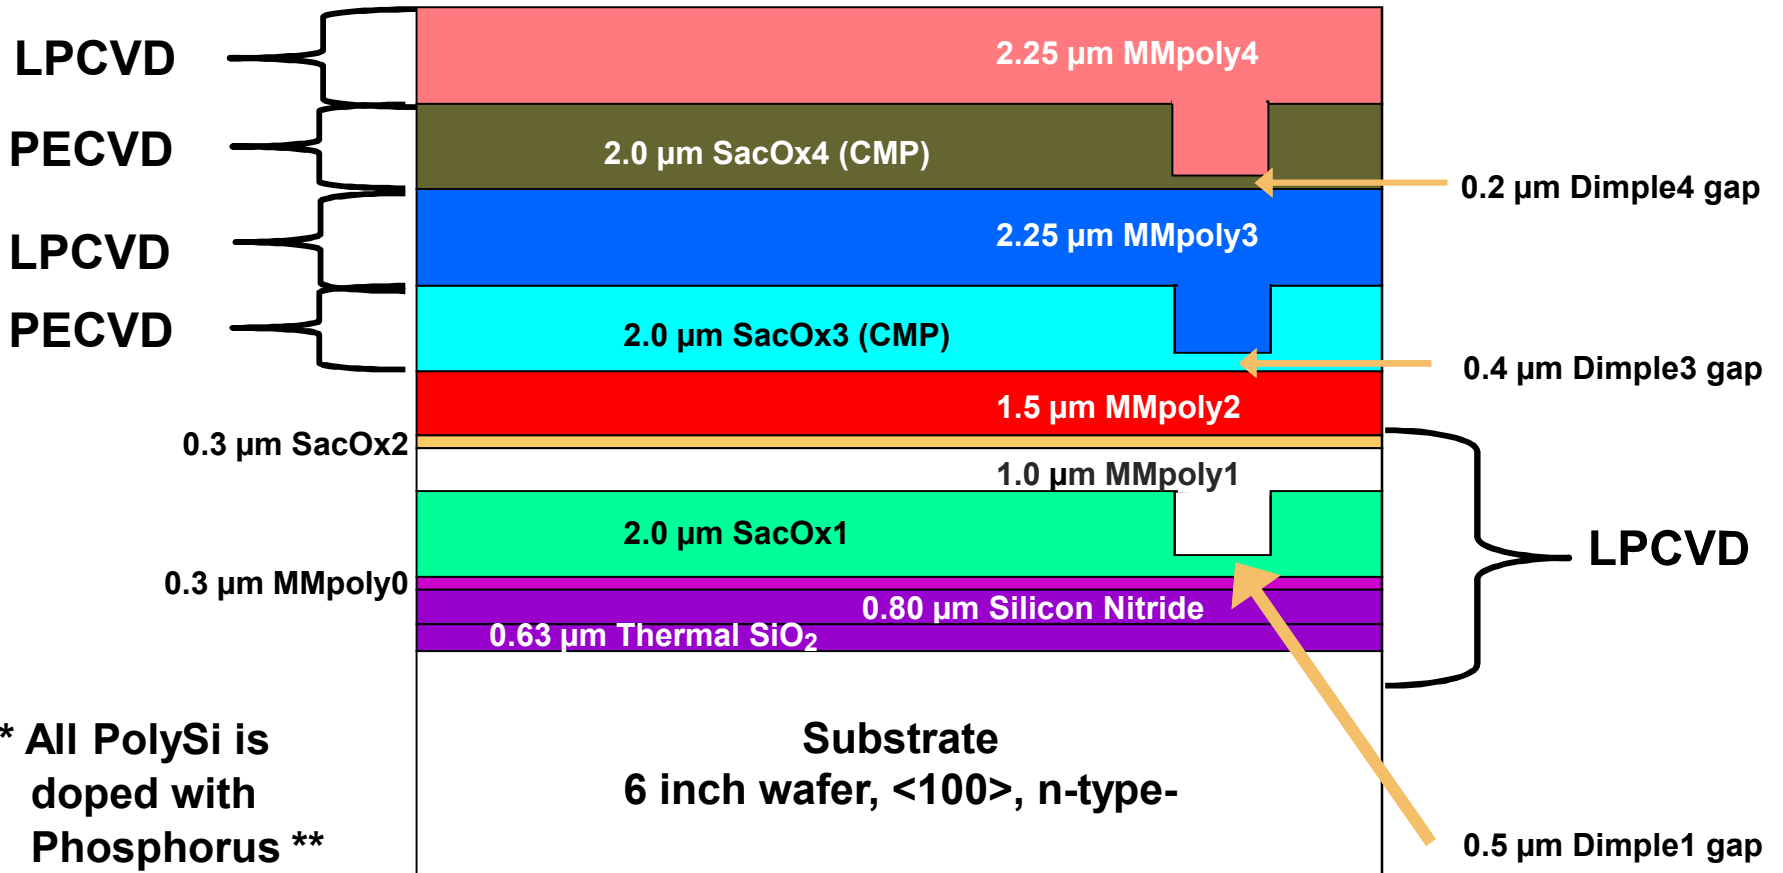 LPCVD
2.25 µm MMpoly4
PECVD
2.0 µm SacOx4 (CMP)
0.2 µm Dimple4 gap
LPCVD
2.25 µm MMpoly3
PECVD
2.0 µm SacOx3 (CMP)
0.4 µm Dimple3 gap
1.5 µm MMpoly2
0.3 µm SacOx2
1.0 µm MMpoly1
2.0 µm SacOx1
LPCVD
0.3 µm MMpoly0
0.80 µm Silicon Nitride
0.63 µm Thermal SiO₂
* All PolySi is
doped with
Phosphorus **
Substrate
6 inch wafer, <100>, n-type-
0.5 µm Dimple1 gap